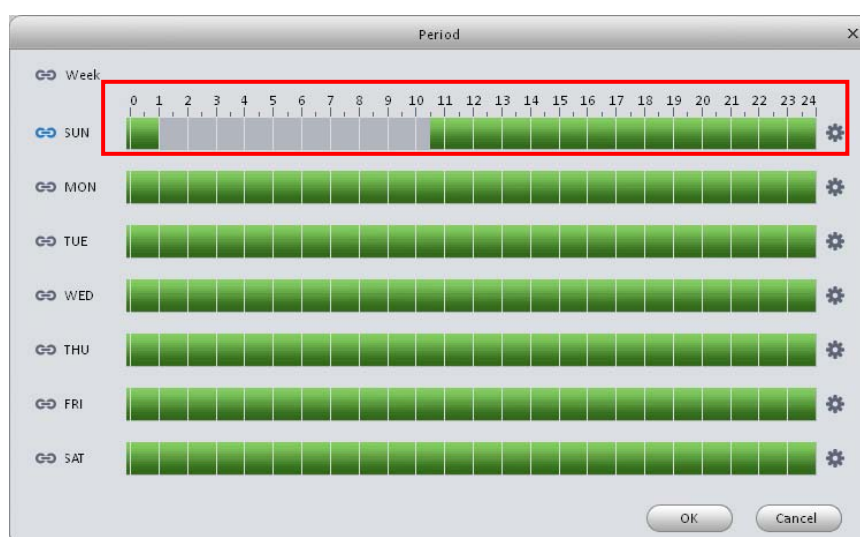 Period
Week
0 1 2 3 4 5 6 7 8 9 10 11 12 13 14 15 16 17 18 19 20 21 22 23 24
SUN
MON
TUE
WED
THU
FRI
SAT
OK Cancel